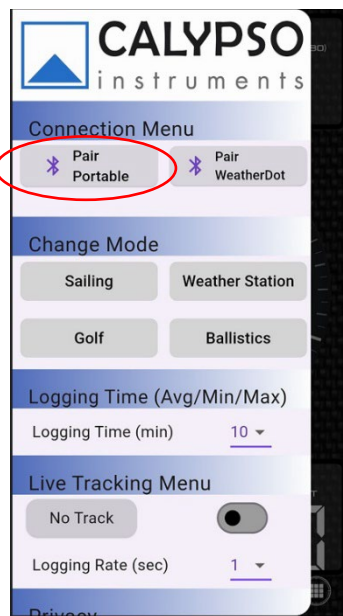 CALYPSO
instruments
Connection Menu
Pair
Portable
Pair
WeatherDot
Change Mode
Sailing
Weather Station
Golf
Ballistics
Logging Time (Avg/Min/Max)
Logging Time (min)
10
Live Tracking Menu
No Track
Logging Rate (sec)
1
Privacy